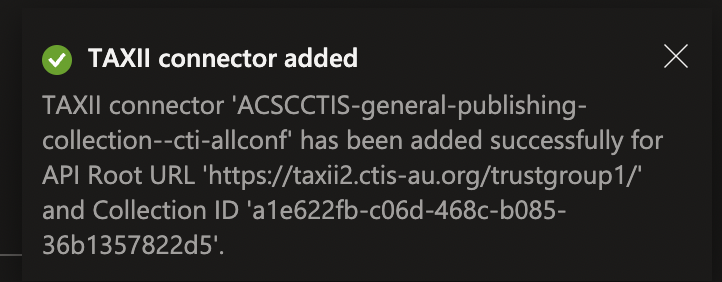 TAXII connector added
TAXII connector 'ACSCCTIS-general-publishing-
collection--cti-allconf' has been added successfully for
API Root URL 'https://taxii2.ctis-au.org/trustgroup1/'
and Collection ID 'a1e622fb-c06d-468c-b085-
36b1357822d5'.